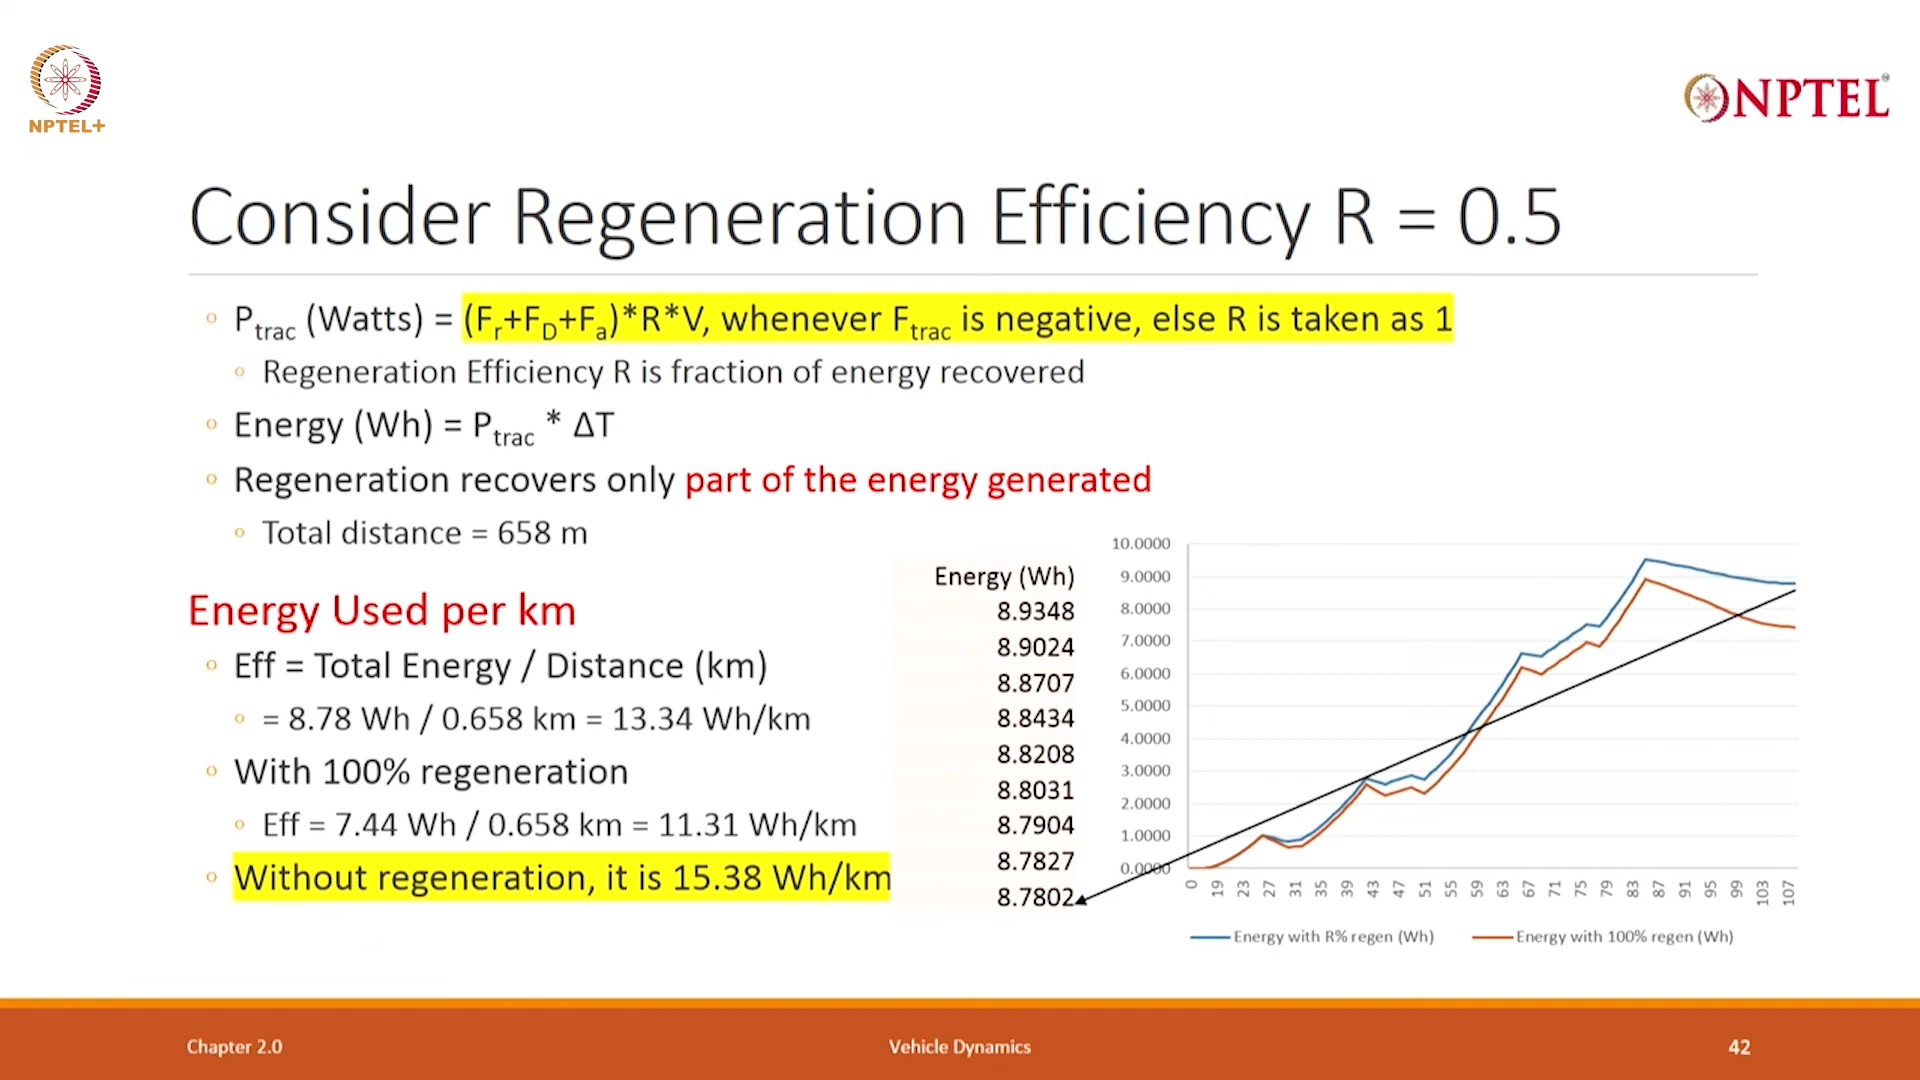 NPTEL+
NPTEL
Consider Regeneration Efficiency R = 0.5
Ptrac (Watts) = (Fr+FD+Fa)*R*V, whenever Ftrac is negative, else R is taken as 1
Regeneration Efficiency R is fraction of energy recovered
Energy (Wh) = Ptrac * ΔT
Regeneration recovers only part of the energy generated
Total distance = 658 m
Energy Used per km
Eff = Total Energy / Distance (km)
= 8.78 Wh / 0.658 km = 13.34 Wh/km
With 100% regeneration
Eff = 7.44 Wh / 0.658 km = 11.31 Wh/km
Without regeneration, it is 15.38 Wh/km
Energy (Wh)
8.9348
8.9024
8.8707
8.8434
8.8208
8.8031
8.7904
8.7827
8.7802
10.0000
9.0000
8.0000
7.0000
6.0000
5.0000
4.0000
3.0000
2.0000
1.0000
0.0000
0 19 23 27 31 35 39 43 47 51 55 59 63 67 71 75 79 83 87 91 95 99 103 107
Energy with R% regen (Wh) Energy with 100% regen (Wh)
Chapter 2.0 Vehicle Dynamics 42